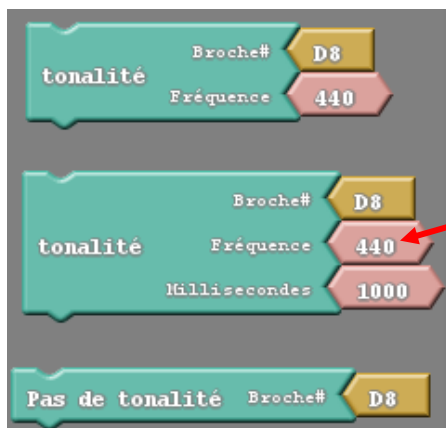 Broche# D8
tonalité
Fréquence 440
Broche# D8
tonalité Fréquence 440
Millisecondes 1000
Pas de tonalité Broche# D8